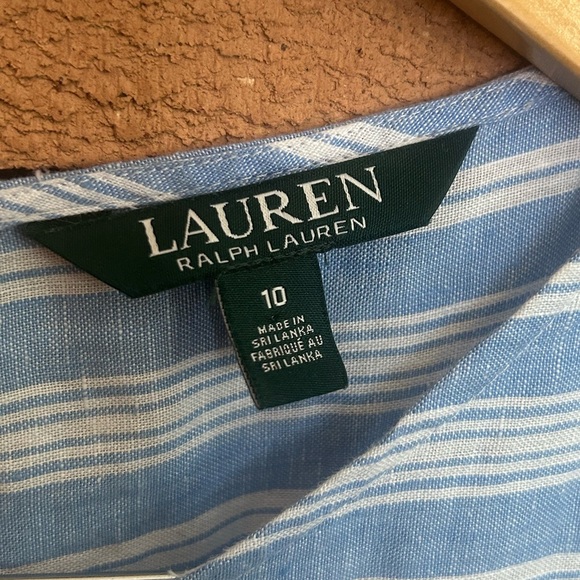 LAUREN
RALPH LAUREN
10
MADE IN
SRI LANKA
FABRIQUÉ AU
SRI LANKA